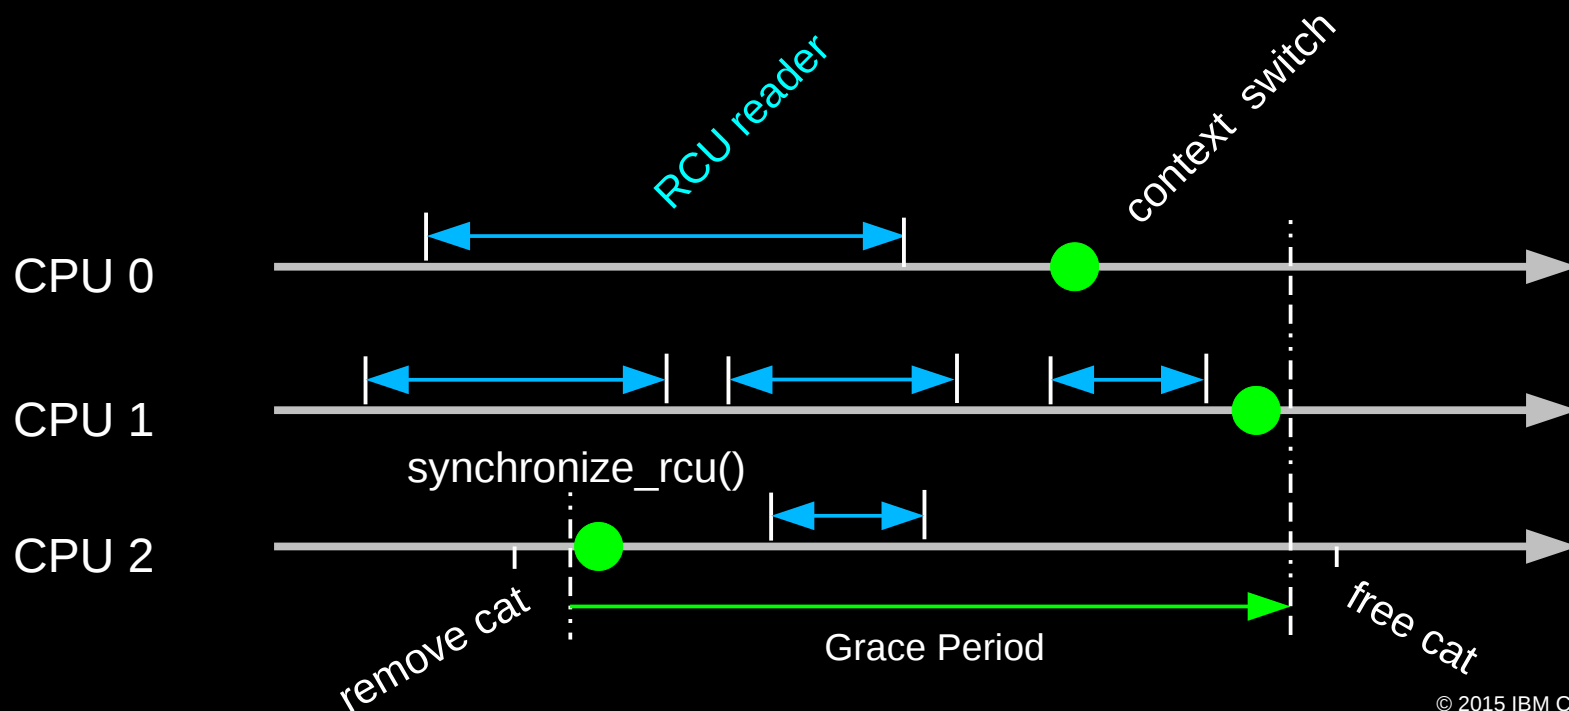 RCU reader
context switch
CPU 0
CPU 1
synchronize_rcu()
CPU 2
remove cat
free cat
Grace Period
© 2015 IBM